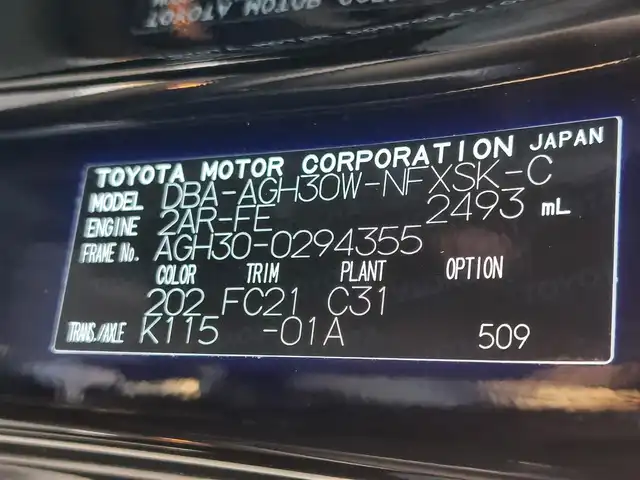 TOYOTA MOTOR CORPORATION JAPAN
MODEL DBA-AGH30W-NFXSK-C
ENGINE 2AR-FE 2493 mL
FRAME No. AGH30-0294355
COLOR TRIM PLANT OPTION
202 FC21 C31
TRANS./AXLE K115 -01A 509